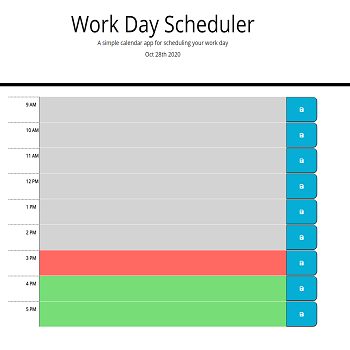 Work Day Scheduler
A simple calendar app for scheduling your work day
Oct 28th 2020
9 AM
10 AM
11 AM
12 PM
1 PM
2 PM
3 PM
4 PM
5 PM